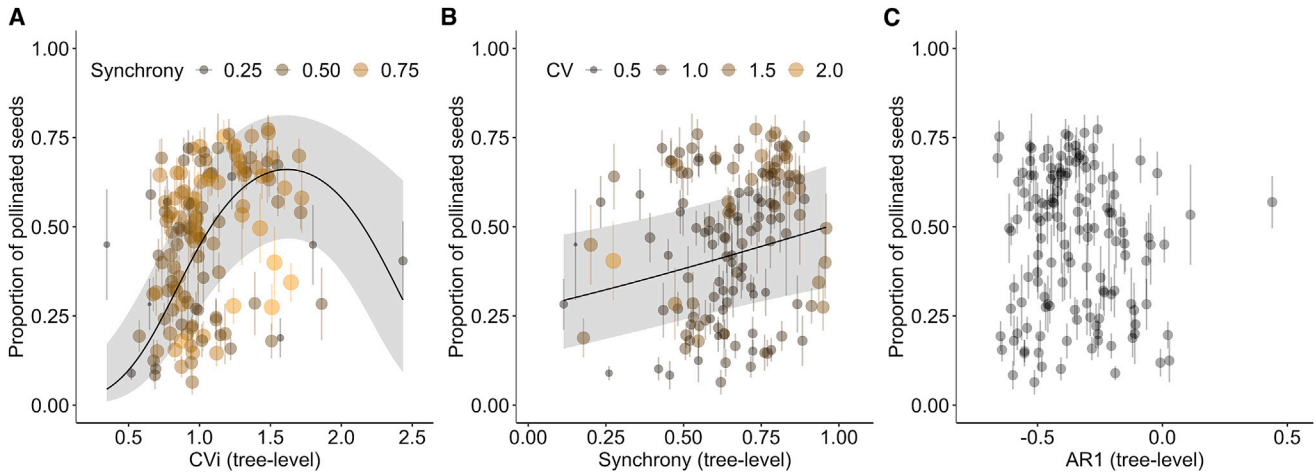 A
Proportion of pollinated seeds
1.00
0.75
0.50
0.25
0.00
Synchrony 0.25 0.50 0.75
0.5 1.0 1.5 2.0 2.5
CVi (tree-level)
B
Proportion of pollinated seeds
1.00
0.75
0.50
0.25
0.00
CV 0.5 1.0 1.5 2.0
0.00 0.25 0.50 0.75 1.00
Synchrony (tree-level)
C
Proportion of pollinated seeds
1.00
0.75
0.50
0.25
0.00
-0.5 0.0 0.5
AR1 (tree-level)